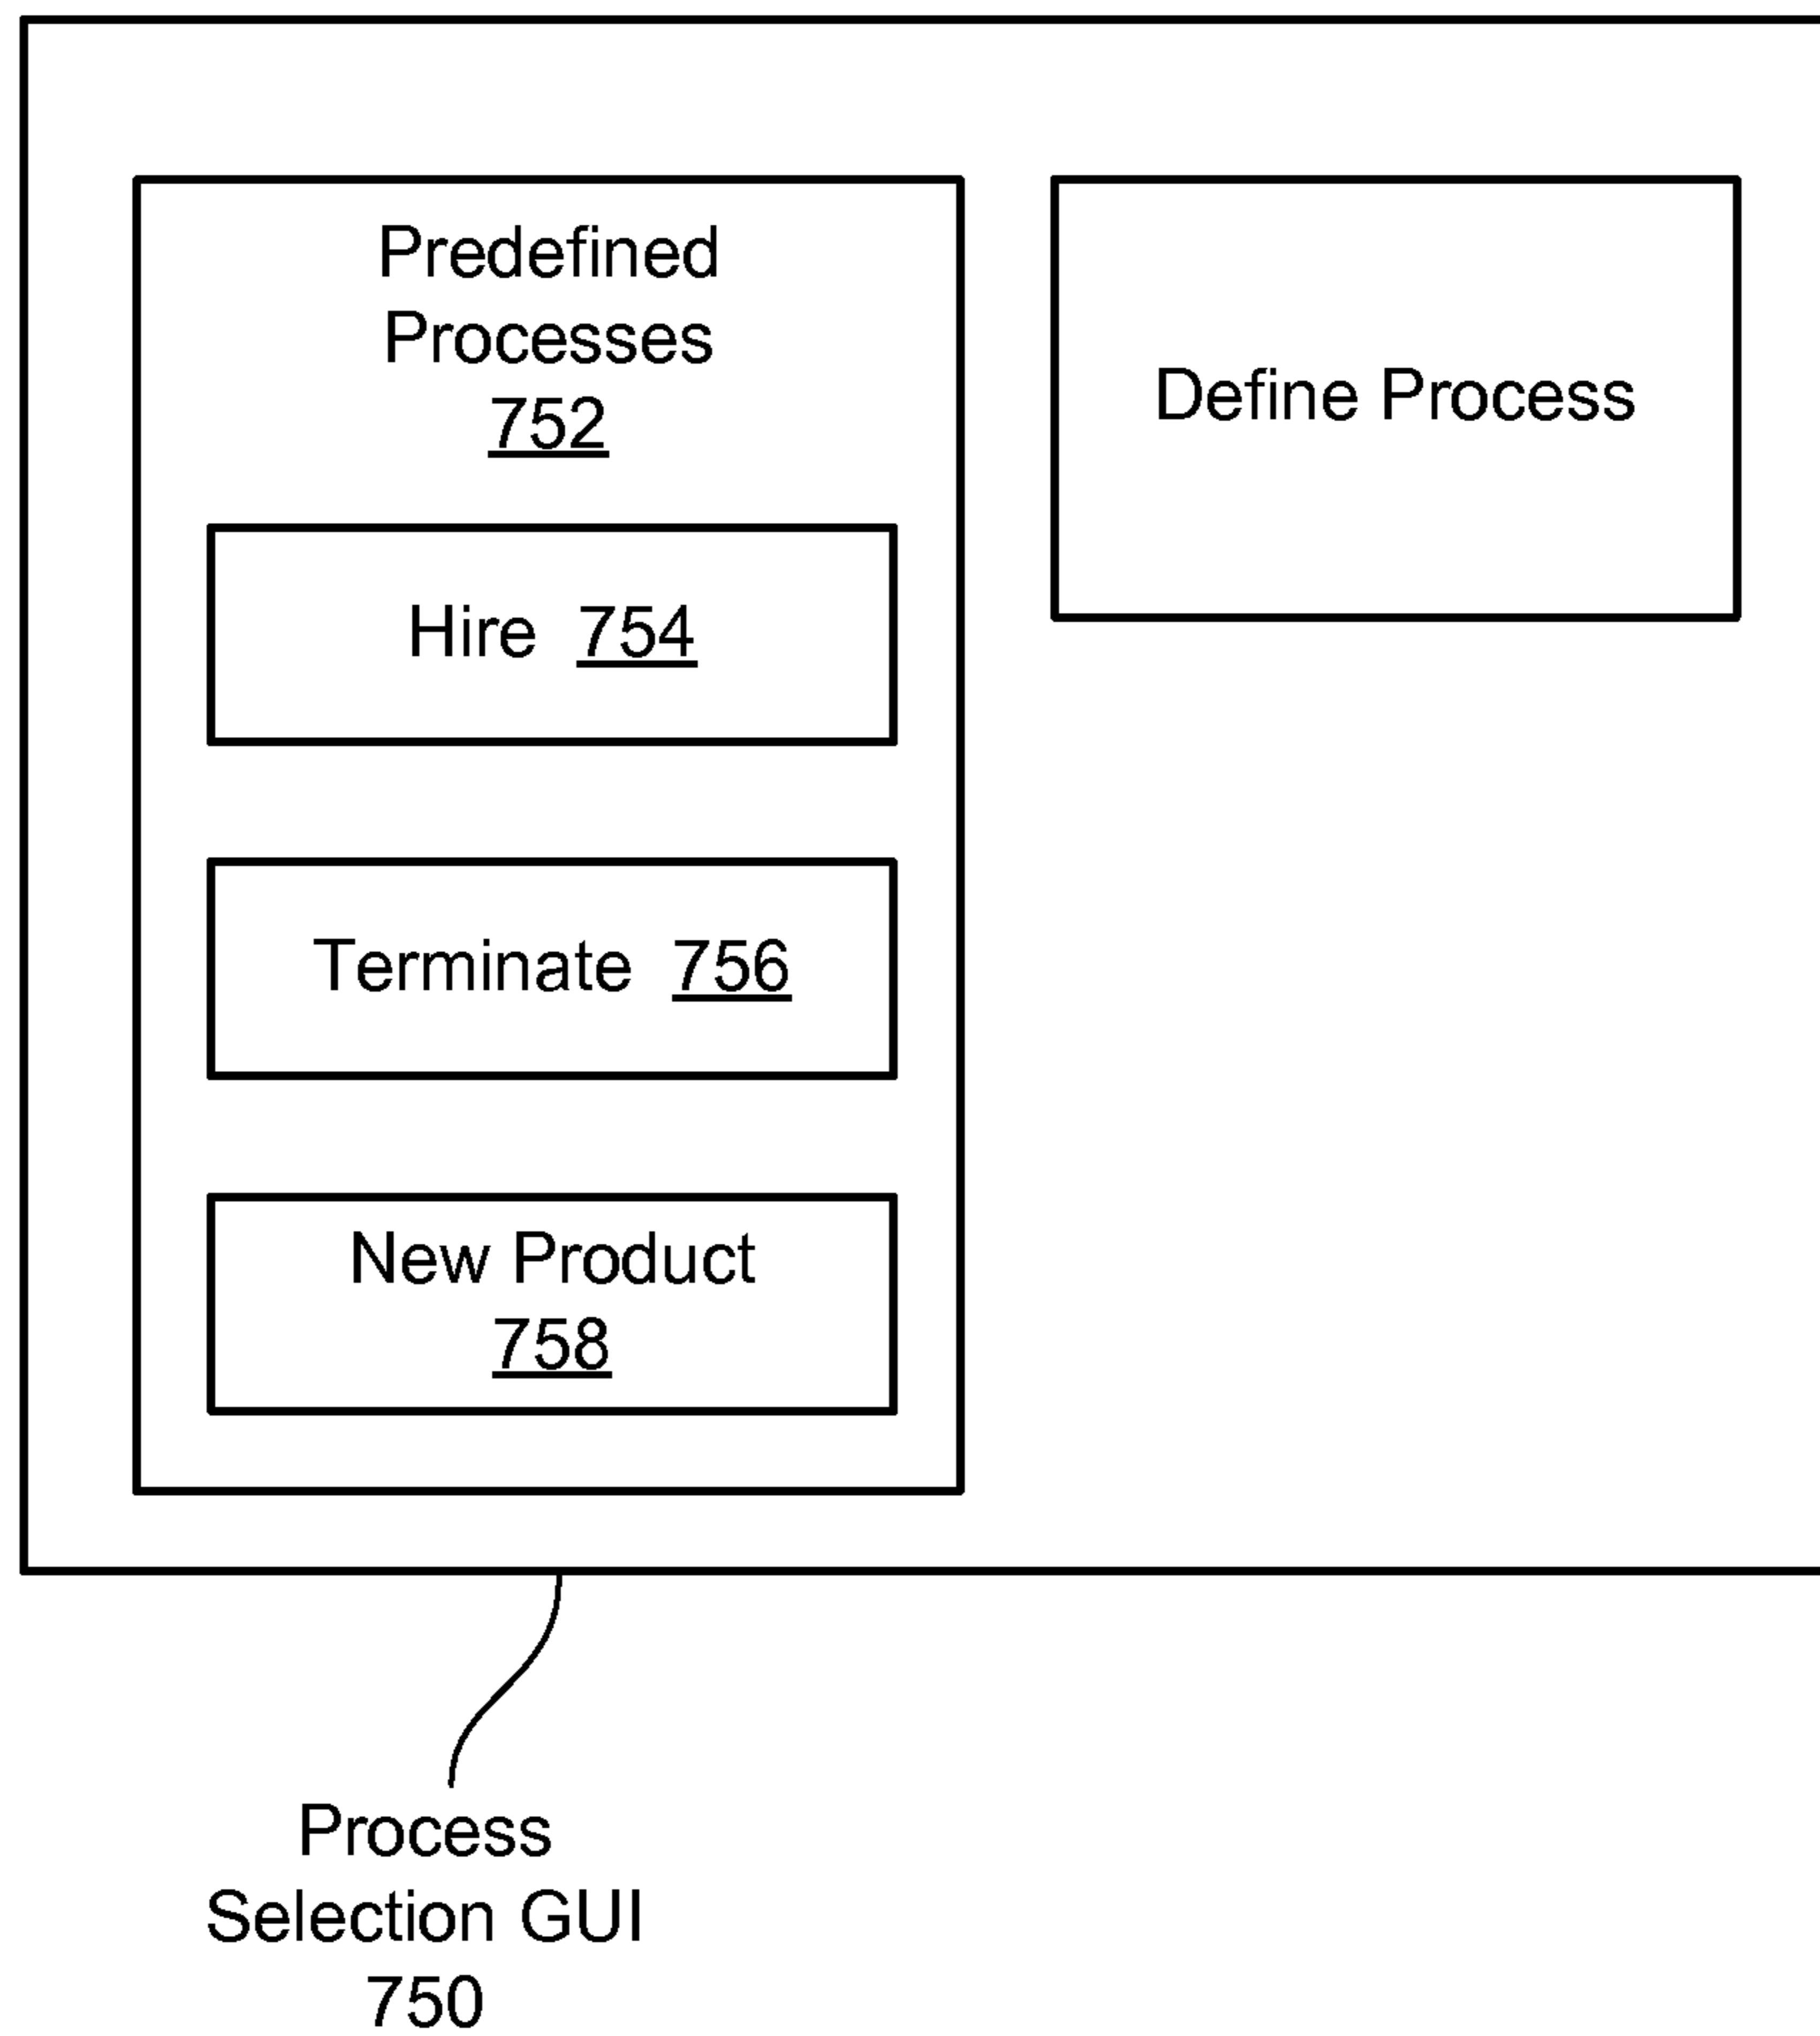 Predefined
Processes
752
Define Process
Hire 754
Terminate 756
New Product
758
Process
Selection GUI
750